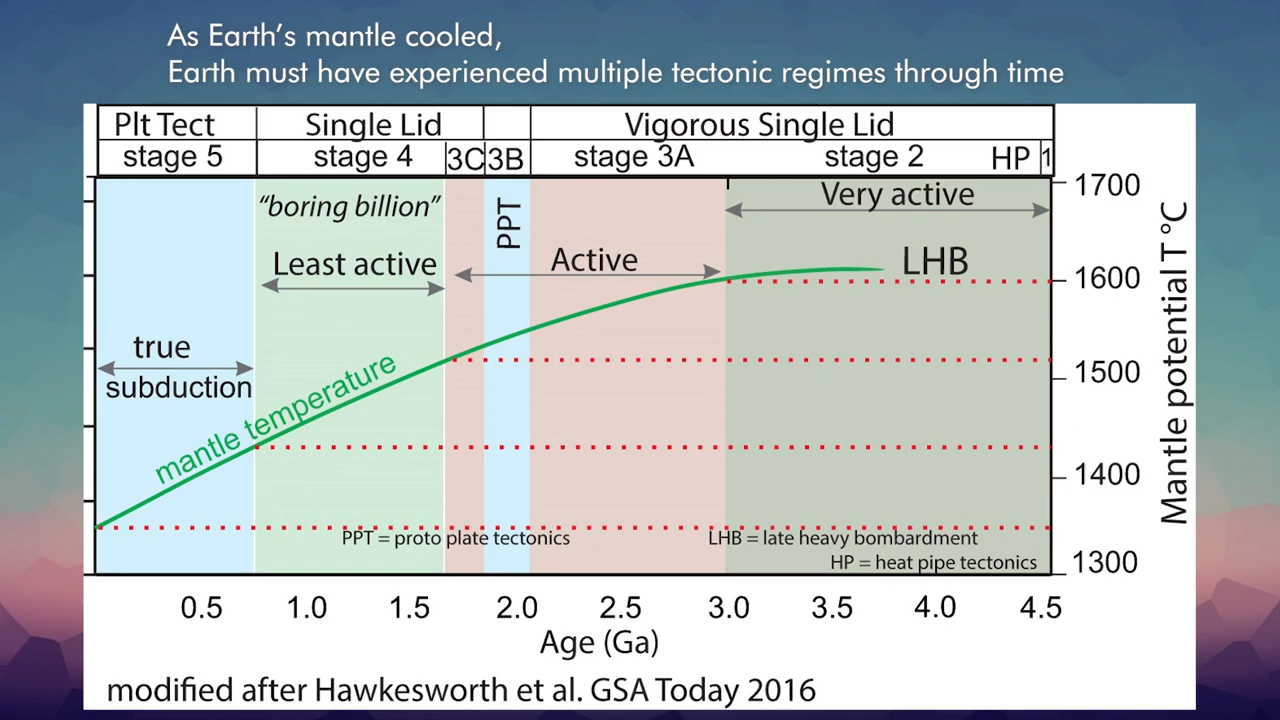 As Earth's mantle cooled,
Earth must have experienced multiple tectonic regimes through time
Plt Tect Single Lid Vigorous Single Lid
stage 5 stage 4 3C 3B stage 3A stage 2 HP 1
"boring billion"
PPT
Very active
Least active
Active
LHB
true
subduction
mantle temperature
PPT = proto plate tectonics
LHB = late heavy bombardment
HP = heat pipe tectonics
1700
1600
1500
1400
1300
Mantle potential T °C
0.5 1.0 1.5 2.0 2.5 3.0 3.5 4.0 4.5
Age (Ga)
modified after Hawkesworth et al. GSA Today 2016